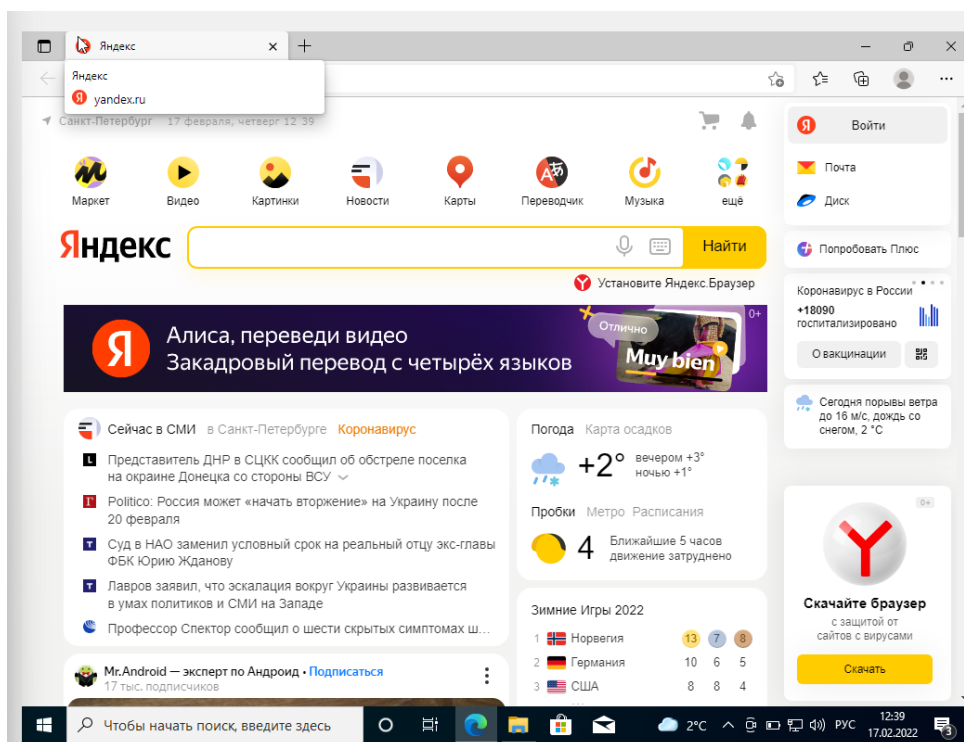 Яндекс
Яндекс
yandex.ru
Санкт-Петербург 17 февраля, четверг 12 39
Маркет Видео Картинки Новости Карты Переводчик Музыка ещё
Яндекс
Найти
Установите Яндекс.Браузер
Алиса, переведи видео
Закадровый перевод с четырёх языков
Отлично
Muy bien
0+
Сейчас в СМИ в Санкт-Петербурге Коронавирус
Представитель ДНР в СЦКК сообщил об обстреле поселка
на окраине Донецка со стороны ВСУ
Politico: Россия может «начать вторжение» на Украину после
20 февраля
Суд в НАО заменил условный срок на реальный отцу экс-главы
ФБК Юрию Жданову
Лавров заявил, что эскалация вокруг Украины развивается
в умах политиков и СМИ на Западе
Профессор Спектор сообщил о шести скрытых симптомах ш...
Mr.Android — эксперт по Андроид • Подписаться
17 тыс. подписчиков
Погода Карта осадков
+2° вечером +3°
ночью +1°
Пробки Метро Расписания
4 Ближайшие 5 часов
движение затруднено
Зимние Игры 2022
1 Норвегия 13 7 8
2 Германия 10 6 5
3 США 8 8 4
Войти
Почта
Диск
Попробовать Плюс
Коронавирус в России
+18090
госпитализировано
О вакцинации
Сегодня порывы ветра
до 16 м/с, дождь со
снегом, 2 °C
0+
Скачайте браузер
с защитой от
сайтов с вирусами
Скачать
Чтобы начать поиск, введите здесь
2°C
РУС
12:39
17.02.2022
3